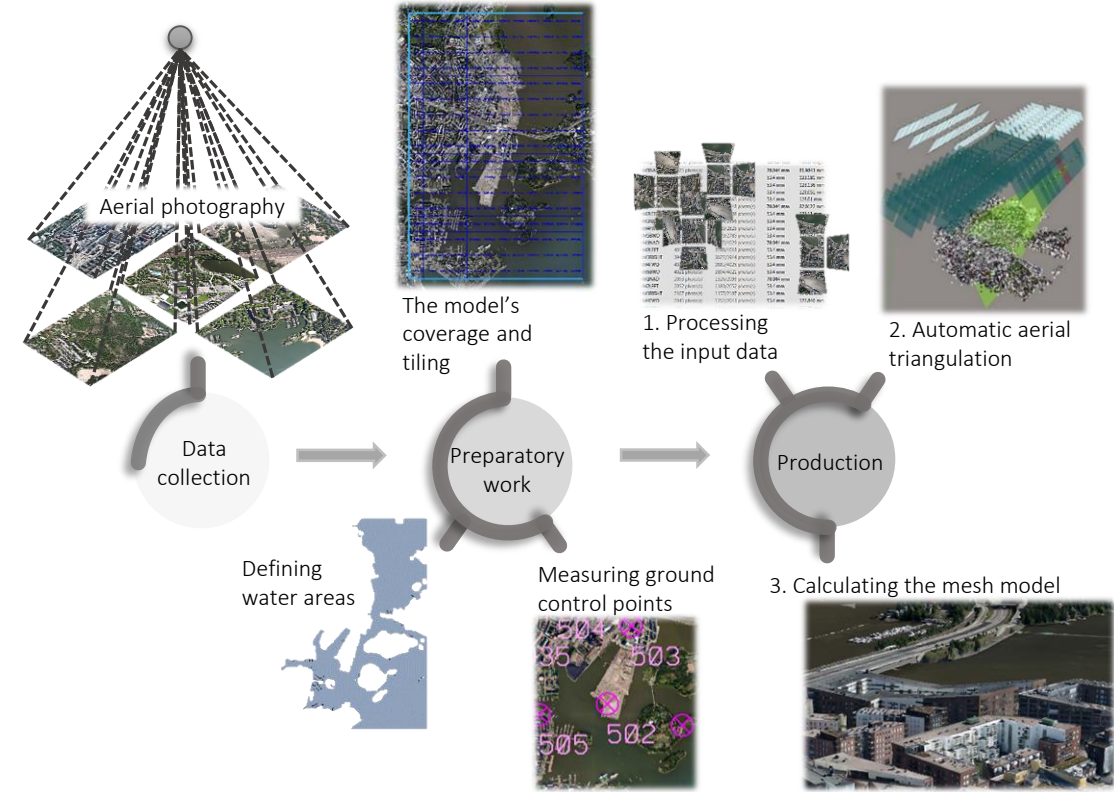 Aerial photography
The model's
coverage and
tiling
1. Processing
the input data
2. Automatic aerial
triangulation
Data
collection
Preparatory
work
Production
Defining
water areas
Measuring ground
control points
504
35
503
502
505
3. Calculating the mesh model